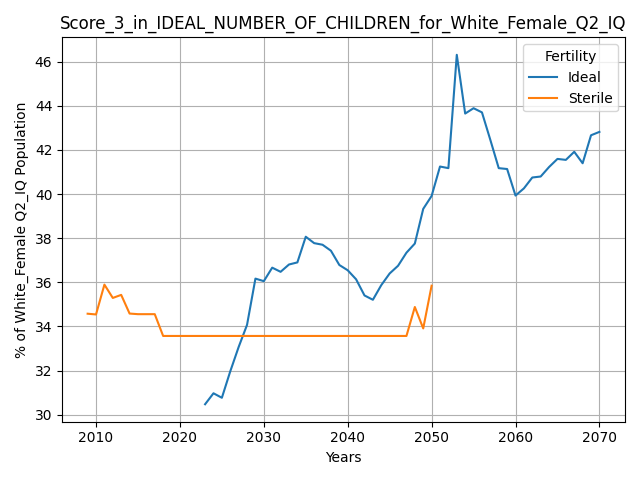 Score_3_in_IDEAL_NUMBER_OF_CHILDREN_for_White_Female_Q2_IQ
Fertility
Ideal
Sterile
% of White_Female Q2_IQ Population
46
44
42
40
38
36
34
32
30
2010
2020
2030
2040
2050
2060
2070
Years